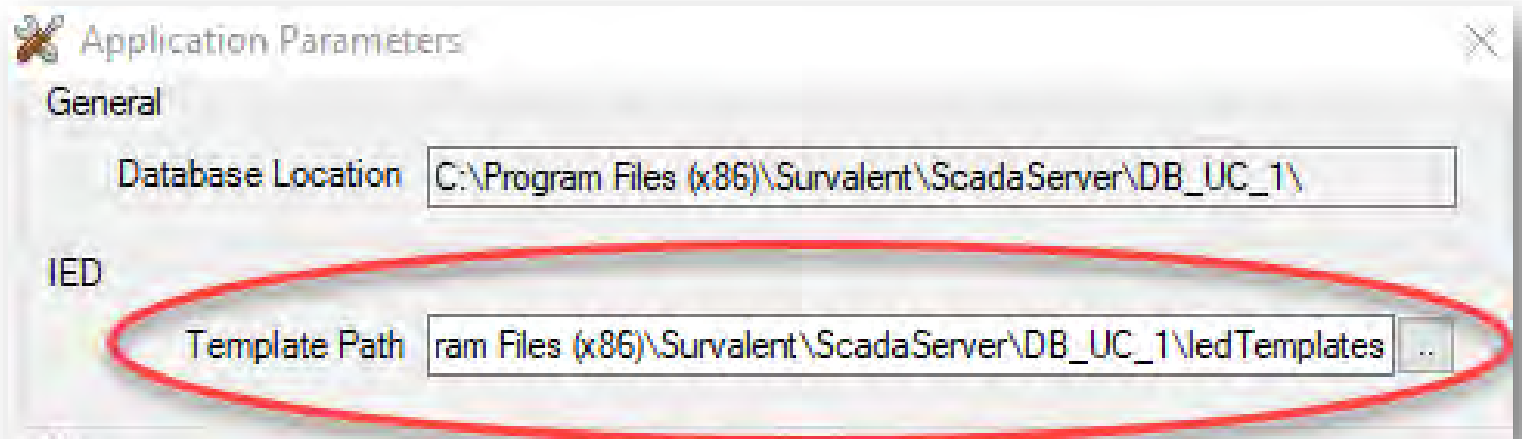 Application Parameters
General
Database Location C:\Program Files (x86)\Survalent\ScadaServer\DB_UC_1\
IED
Template Path ram Files (x86)\Survalent\ScadaServer\DB_UC_1\IedTemplates ..